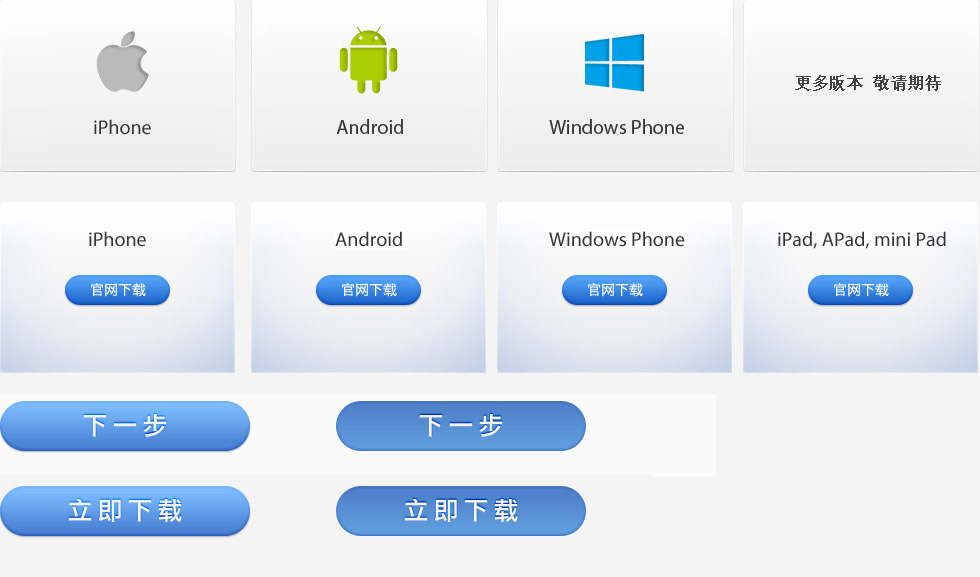 更多版本 敬请期待
iPhone
Android
Windows Phone
iPhone
Android
Windows Phone
iPad, APad, mini Pad
官网下载
官网下载
官网下载
官网下载
下一步
下一步
立即下载
立即下载